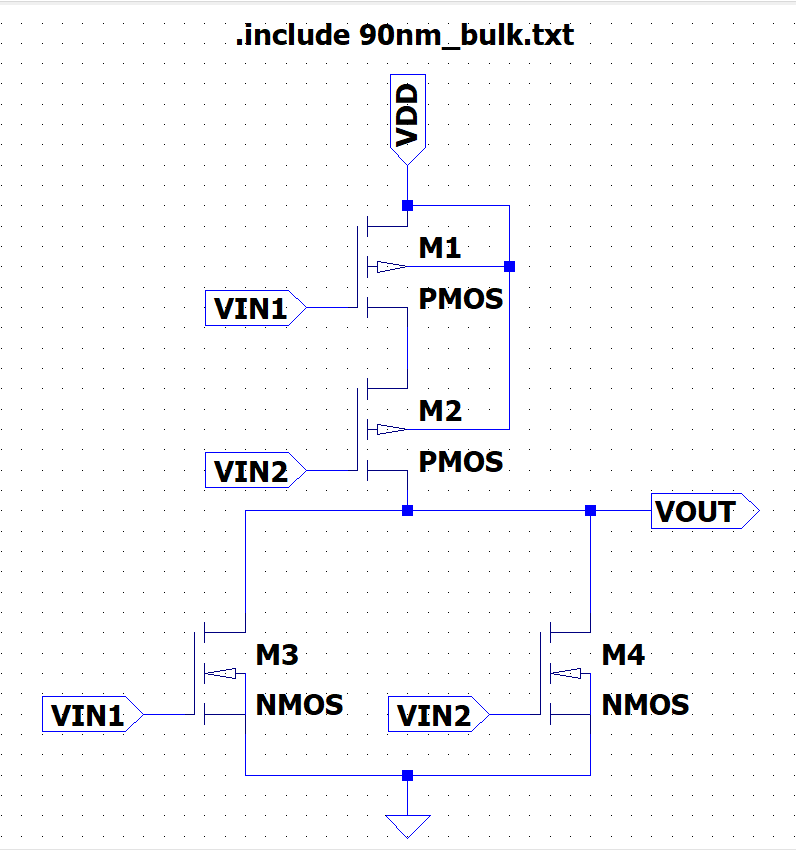 .include 90nm_bulk.txt
VDD
M1
VIN1
PMOS
M2
VIN2
PMOS
VOUT
M3
M4
VIN1
NMOS
VIN2
NMOS